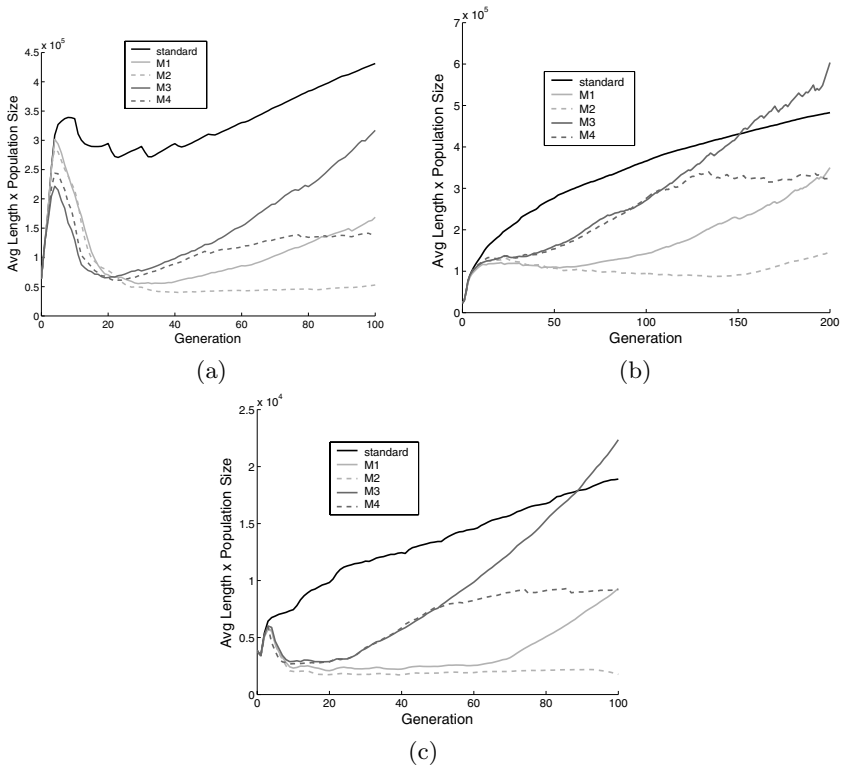 x 10^5
4.5
4
3.5
3
2.5
2
1.5
1
0.5
0
Avg Length x Population Size
standard
M1
M2
M3
M4
0 20 40 60 80 100
Generation
(a)
x 10^5
7
6
5
4
3
2
1
0
Avg Length x Population Size
standard
M1
M2
M3
M4
0 50 100 150 200
Generation
(b)
x 10^4
2.5
2
1.5
1
0.5
0
Avg Length x Population Size
standard
M1
M2
M3
M4
0 20 40 60 80 100
Generation
(c)